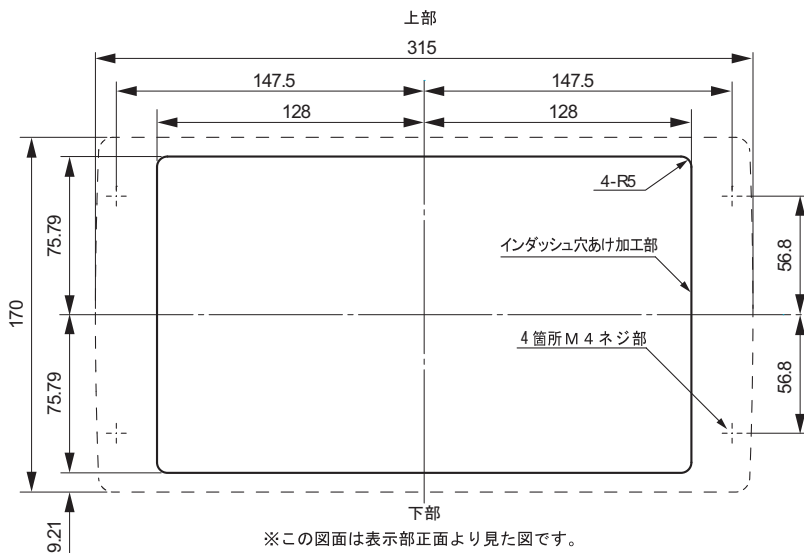 上部
315
147.5
147.5
128
128
4-R5
75.79
56.8
インダッシュ穴あけ加工部
170
4箇所M4ネジ部
75.79
56.8
9.21
下部
※この図面は表示部正面より見た図です。